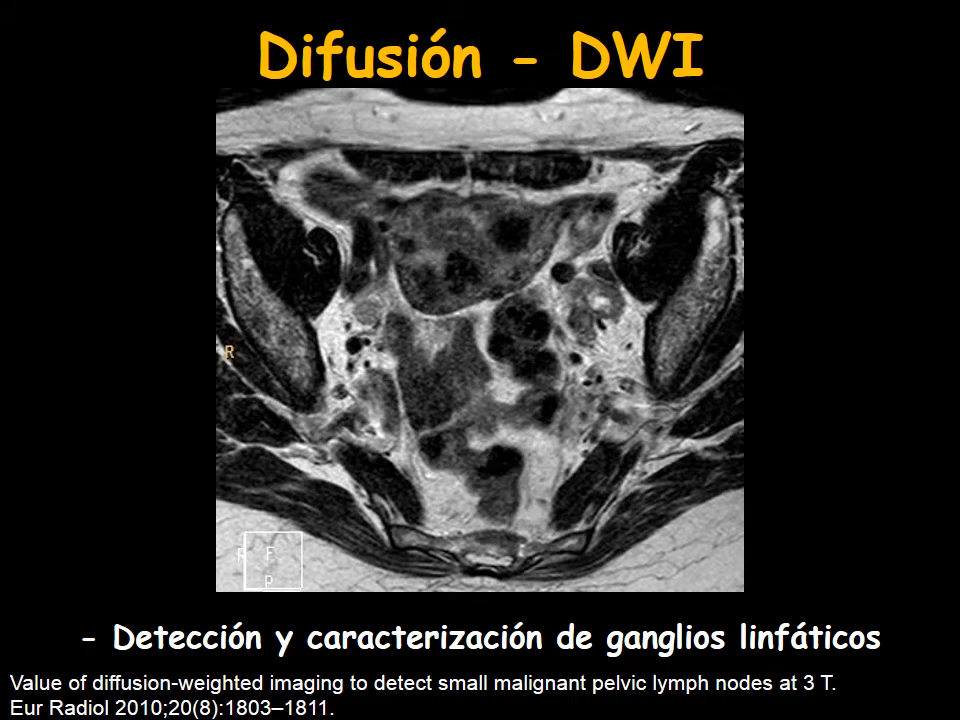 Difusión - DWI
R
R
F
P
- Detección y caracterización de ganglios linfáticos
Value of diffusion-weighted imaging to detect small malignant pelvic lymph nodes at 3 T.
Eur Radiol 2010;20(8):1803–1811.